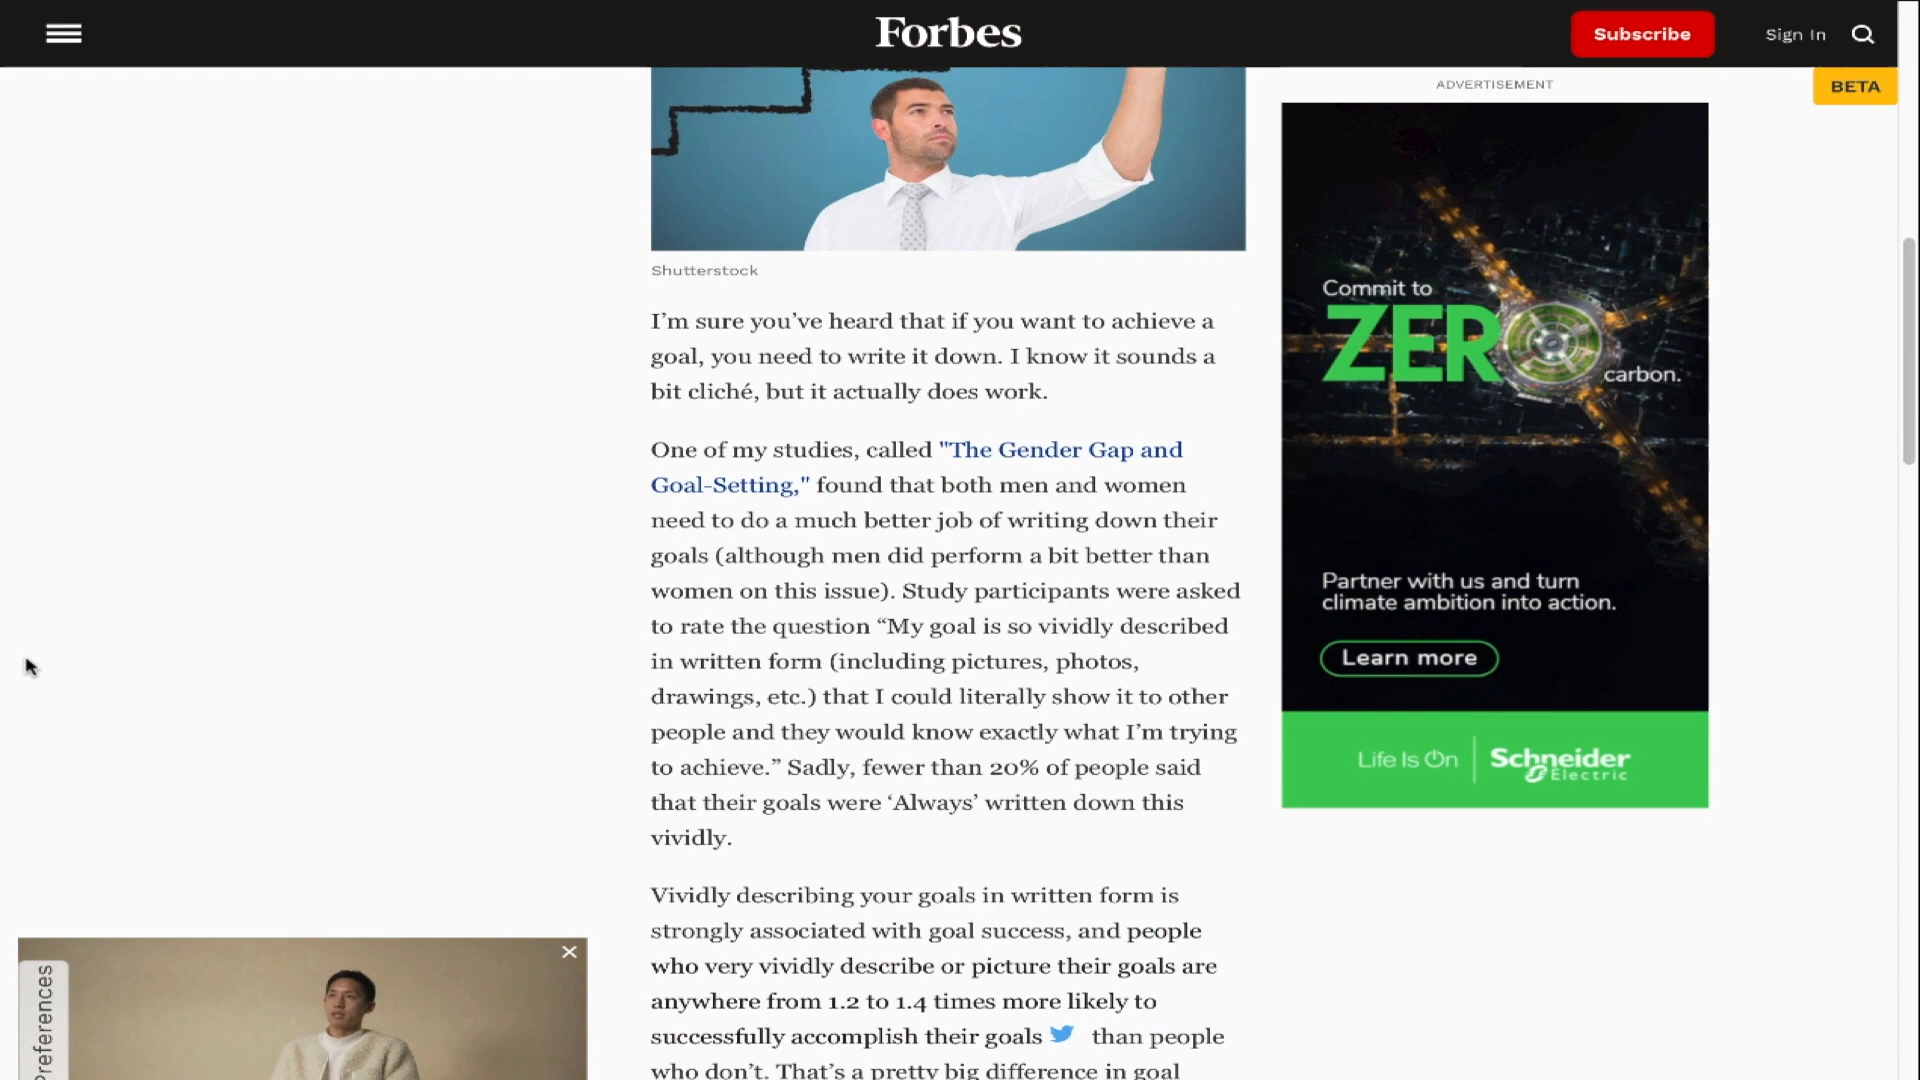 Forbes
Subscribe
Sign In
BETA
ADVERTISEMENT
Shutterstock
I’m sure you’ve heard that if you want to achieve a
goal, you need to write it down. I know it sounds a
bit cliché, but it actually does work.
One of my studies, called "The Gender Gap and
Goal-Setting," found that both men and women
need to do a much better job of writing down their
goals (although men did perform a bit better than
women on this issue). Study participants were asked
to rate the question “My goal is so vividly described
in written form (including pictures, photos,
drawings, etc.) that I could literally show it to other
people and they would know exactly what I’m trying
to achieve.” Sadly, fewer than 20% of people said
that their goals were ‘Always’ written down this
vividly.
Vividly describing your goals in written form is
strongly associated with goal success, and people
who very vividly describe or picture their goals are
anywhere from 1.2 to 1.4 times more likely to
successfully accomplish their goals than people
who don’t. That’s a pretty big difference in goal
Commit to
ZERO
carbon.
Partner with us and turn
climate ambition into action.
Learn more
Life Is On
Schneider
Electric
Preferences